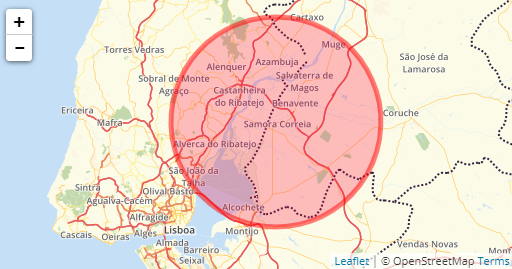 +
−
Cartaxo
Muge
Torres Vedras
Alenquer
Azambuja
São José da
Lamarosa
Sobral de Monte
Agraço
Salvaterra de
Magos
Castanheira
do Ribatejo
Benavente
Ericeira
Mafra
Samora Correia
Coruche
Alverca do Ribatejo
São João da
Talha
Sintra
Olival Basto
Agualva-Cacém
Alfragide
Alcochete
Cascais
Oeiras
Algés
Lisboa
Montijo
Almada
Barreiro
Seixal
Vendas Novas
Leaflet | © OpenStreetMap Terms